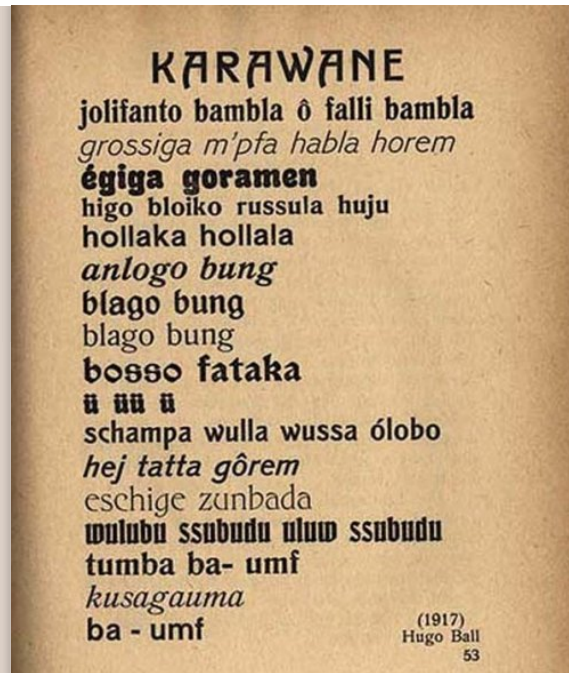 KARAWANE
jolifanto bambla ô falli bambla
grossiga m'pfa habla horem
égiga goramen
higo bloiko russula huju
hollaka hollala
anlogo bung
blago bung
blago bung
bosso fataka
ü üü ü
schampa wulla wussa ólobo
hej tatta gôrem
eschige zunbada
wulubu ssubudu uluw ssubudu
tumba ba- umf
kusagauma
ba - umf
(1917)
Hugo Ball
53